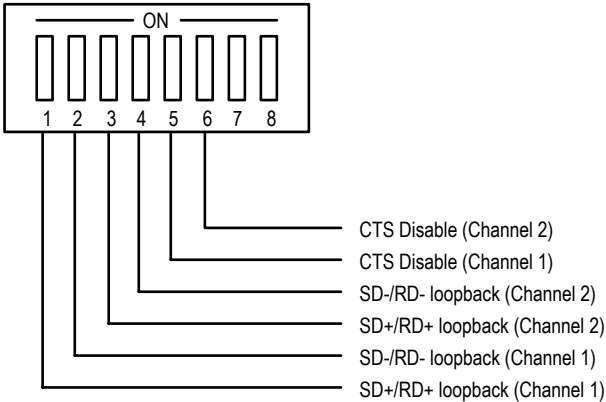 ON
1 2 3 4 5 6 7 8
CTS Disable (Channel 2)
CTS Disable (Channel 1)
SD-/RD- loopback (Channel 2)
SD+/RD+ loopback (Channel 2)
SD-/RD- loopback (Channel 1)
SD+/RD+ loopback (Channel 1)